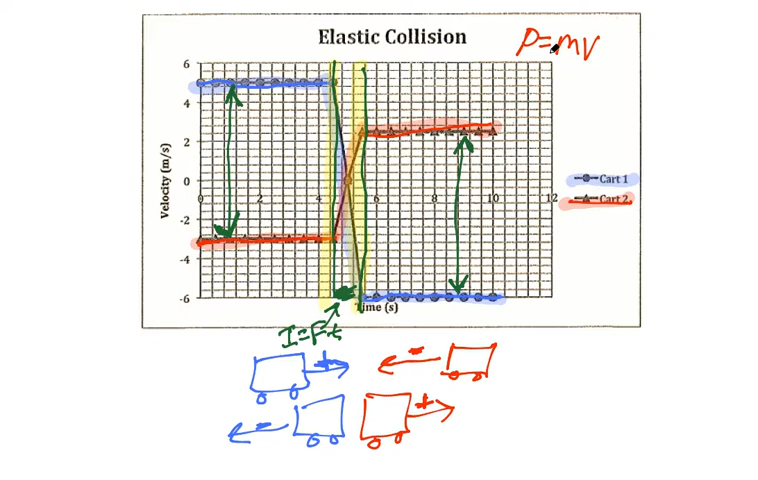 Elastic Collision
P=mv
6
4
2
0
-2
-4
-6
Velocity (m/s)
0 2 4 6 8 10 12
Time (s)
Cart 1
Cart 2
I=Ft
+ -
- +